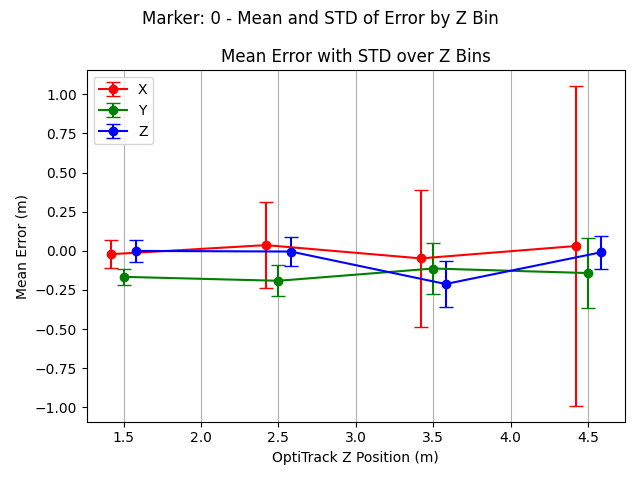 Marker: 0 - Mean and STD of Error by Z Bin
Mean Error with STD over Z Bins
X
Y
Z
1.00
0.75
0.50
0.25
0.00
−0.25
−0.50
−0.75
−1.00
Mean Error (m)
1.5 2.0 2.5 3.0 3.5 4.0 4.5
OptiTrack Z Position (m)